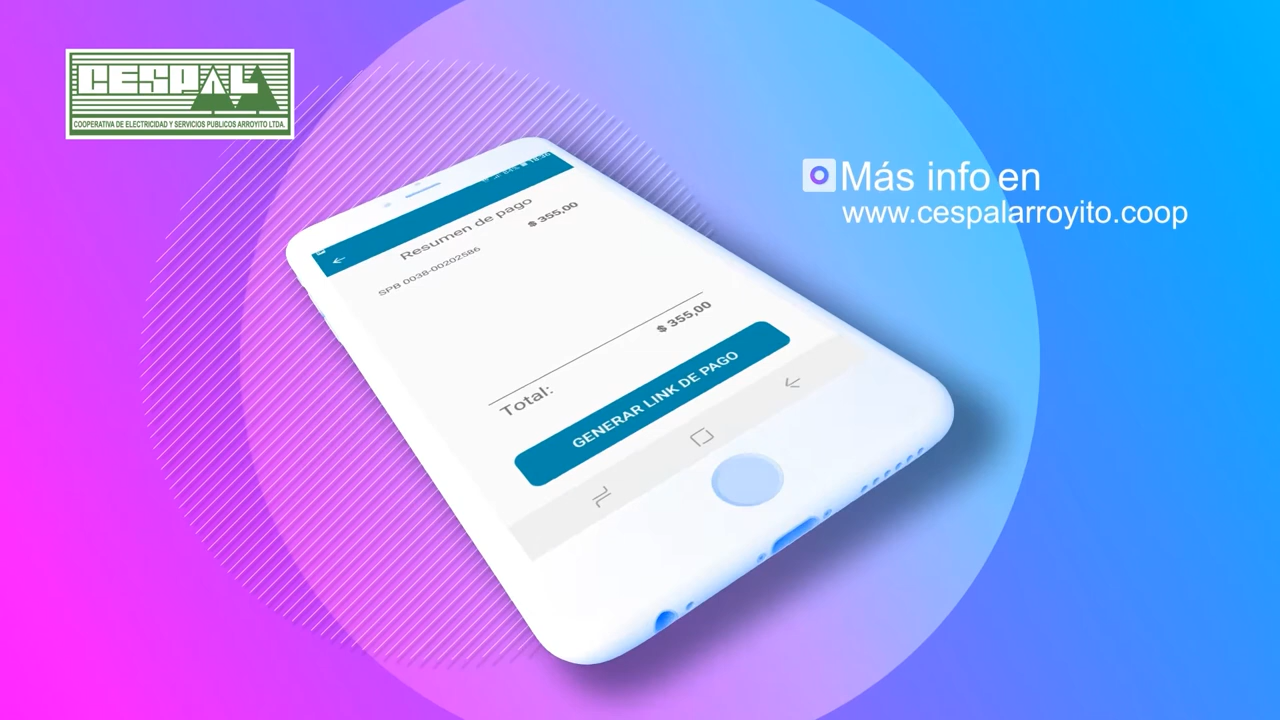 CESPAL
COOPERATIVA DE ELECTRICIDAD Y SERVICIOS PUBLICOS ARROYITO LTDA.
Más info en
www.cespalarroyito.coop
Resumen de pago
SPB 0038-00202586
$ 355,00
Total:
$ 355,00
GENERAR LINK DE PAGO